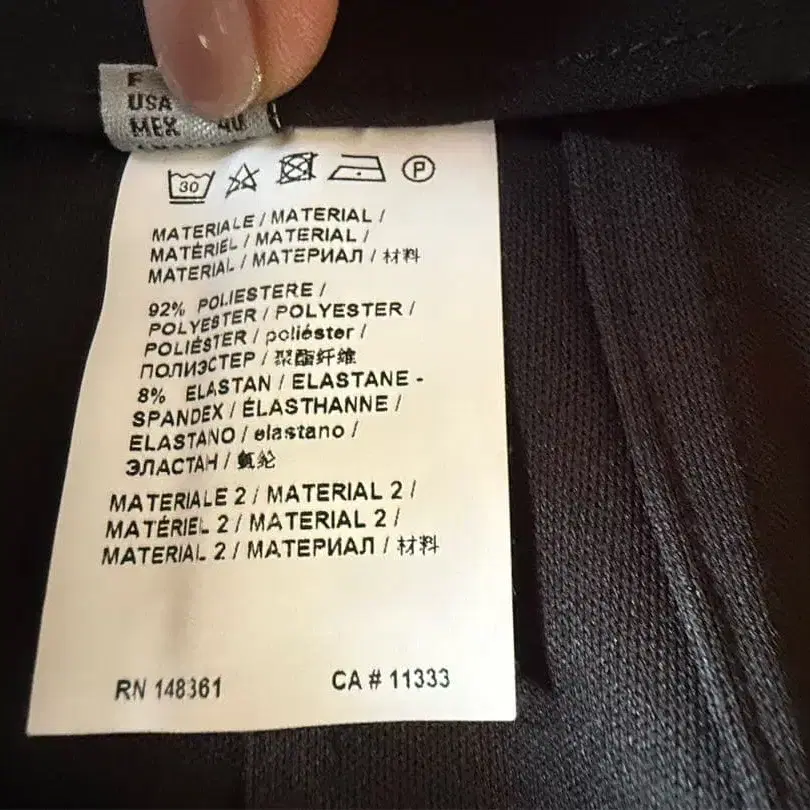 F
USA
MEX 40
30
P
MATERIALE / MATERIAL /
MATÉRIEL / MATERIAL /
MATERIAL / МАТЕРИАЛ / 材料
92% POLIESTERE /
POLYESTER / POLYESTER /
POLIÉSTER / poliéster /
ПОЛИЭСТЕР / 聚酯纤维
8% ELASTAN / ELASTANE -
SPANDEX / ÉLASTHANNE /
ELASTANO / elastano /
ЭЛАСТАН / 氨纶
MATERIALE 2 / MATERIAL 2 /
MATÉRIEL 2 / MATERIAL 2 /
MATERIAL 2 / МАТЕРИАЛ / 材料
RN 148361
CA # 11333